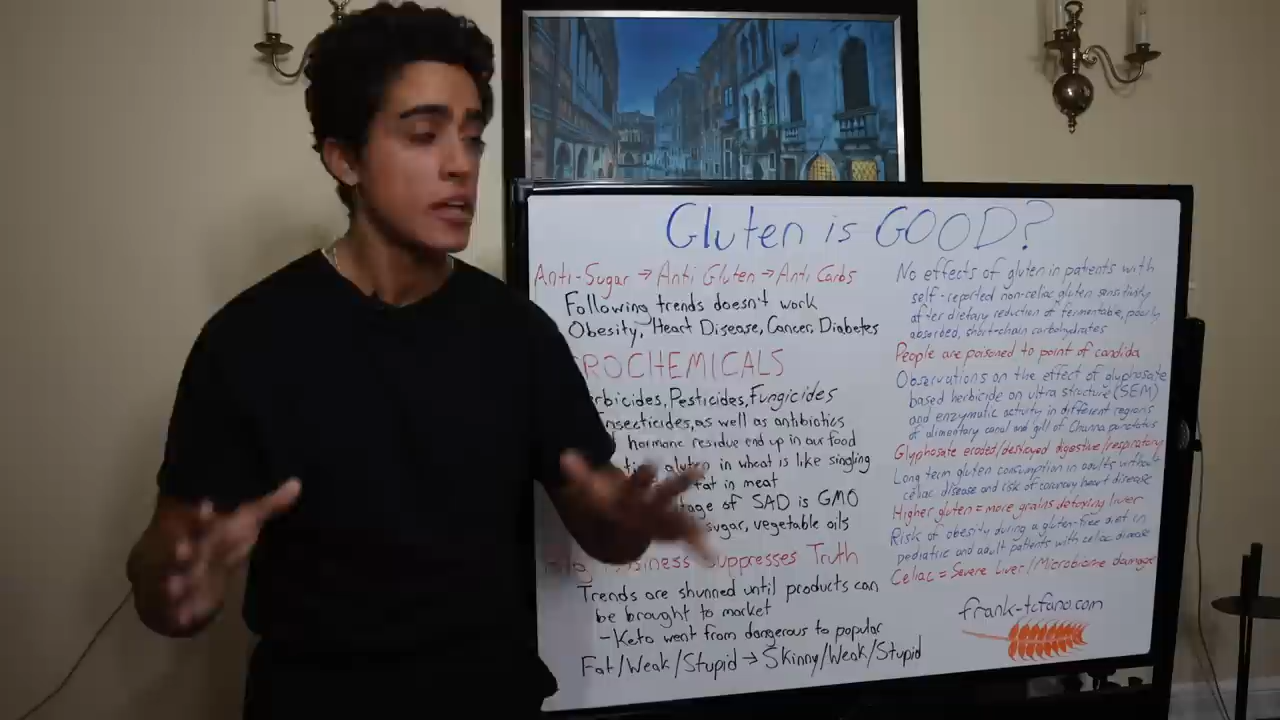 Gluten is GOOD?
Anti-Sugar → Anti Gluten → Anti Carbs
Following trends doesn't work
Obesity, Heart Disease, Cancer, Diabetes
ROCHEMICALS
rbicides, Pesticides, Fungicides
Insecticides, as well as antibiotics
hormone residue end up in our food
gluten in wheat is like singling
fat in meat
tage of SAD is GMO
sugar, vegetable oils
Suppresses Truth
Trends are shunned until products can
be brought to market
-Keto went from dangerous to popular
Fat/Weak/Stupid → Skinny/Weak/Stupid
No effects of gluten in patients with
self-reported non-celiac gluten sensitivity
after dietary reduction of fermentable, poorly
absorbed, short-chain carbohydrates
People are poisoned to point of candida
Observations on the effect of glyphosate
based herbicide on ultra structure (SEM)
and enzymatic activity in different regions
of alimentary canal and gill of Channa punctatus
Glyphosate eroded/destroyed digestive/respiratory
Long term gluten consumption in adults without
celiac disease and risk of coronary heart disease
Higher gluten = more grains detoxing liver
Risk of obesity during a gluten-free diet in
pediatric and adult patients with celiac disease
Celiac = Severe Liver/Microbiome damage
frank-tufano.com